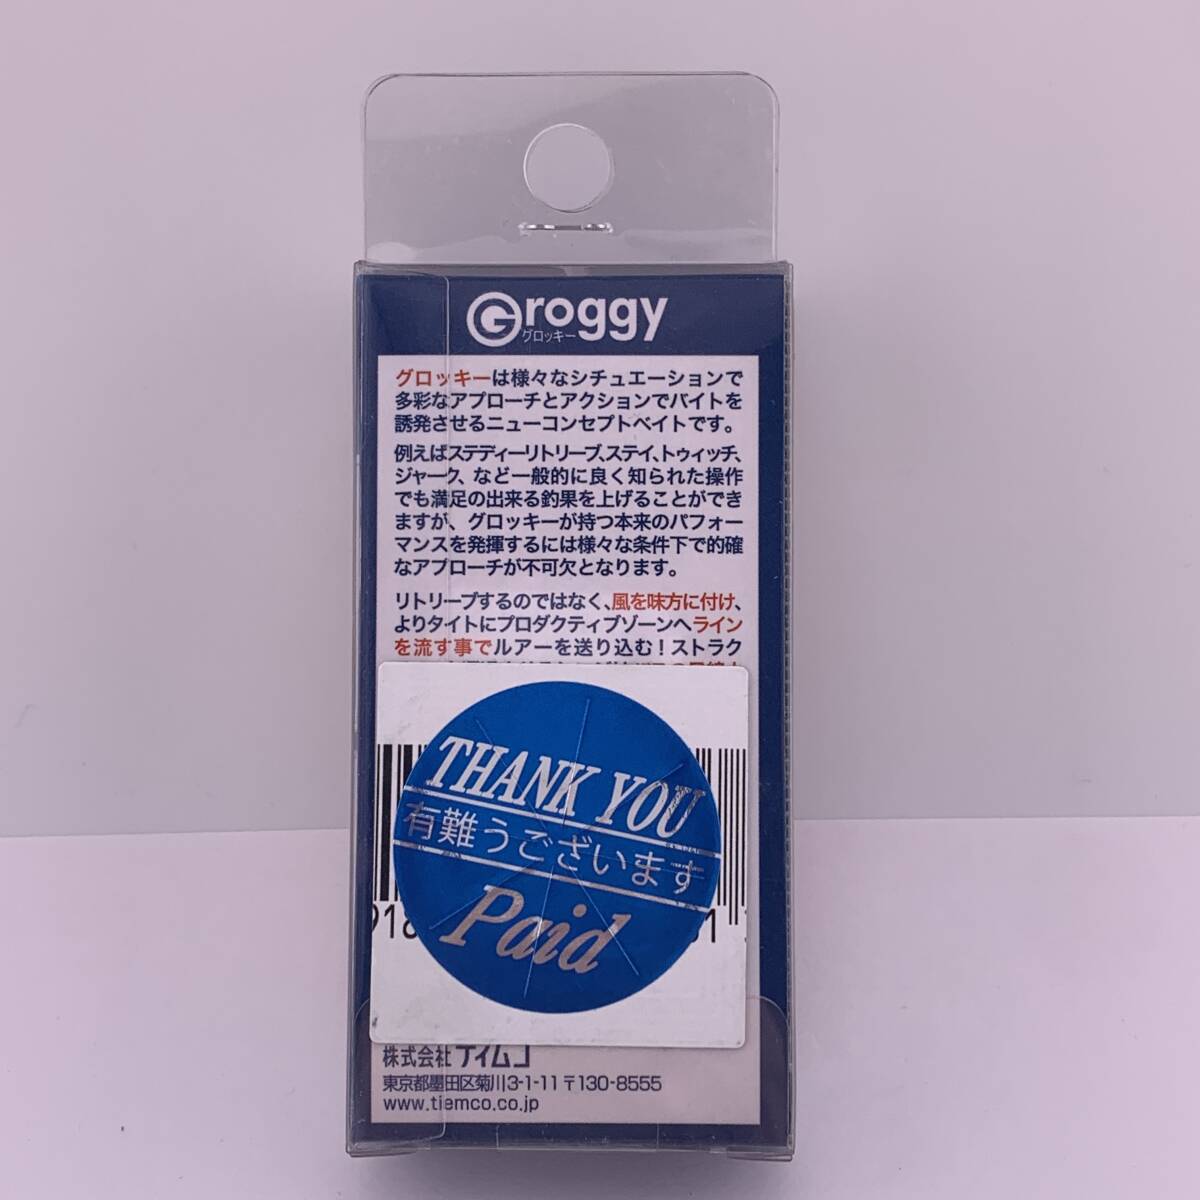 Groggy
グロッキー
グロッキーは様々なシチュエーションで
多彩なアプローチとアクションでバイトを
誘発させるニューコンセプトベイトです。
例えばステディーリトリーブ、ステイ、トゥィッチ、
ジャーク、など一般的に良く知られた操作
でも満足の出来る釣果を上げることができ
ますが、グロッキーが持つ本来のパフォー
マンスを発揮するには様々な条件下で的確
なアプローチが不可欠となります。
リトリーブするのではなく、風を味方に付け、
よりタイトにプロダクティブゾーンへライン
を流す事でルアーを送り込む！ストラク
THANK YOU
有難うございます
Paid
株式会社 ティムコ
東京都墨田区菊川3-1-11 〒130-8555
www.tiemco.co.jp